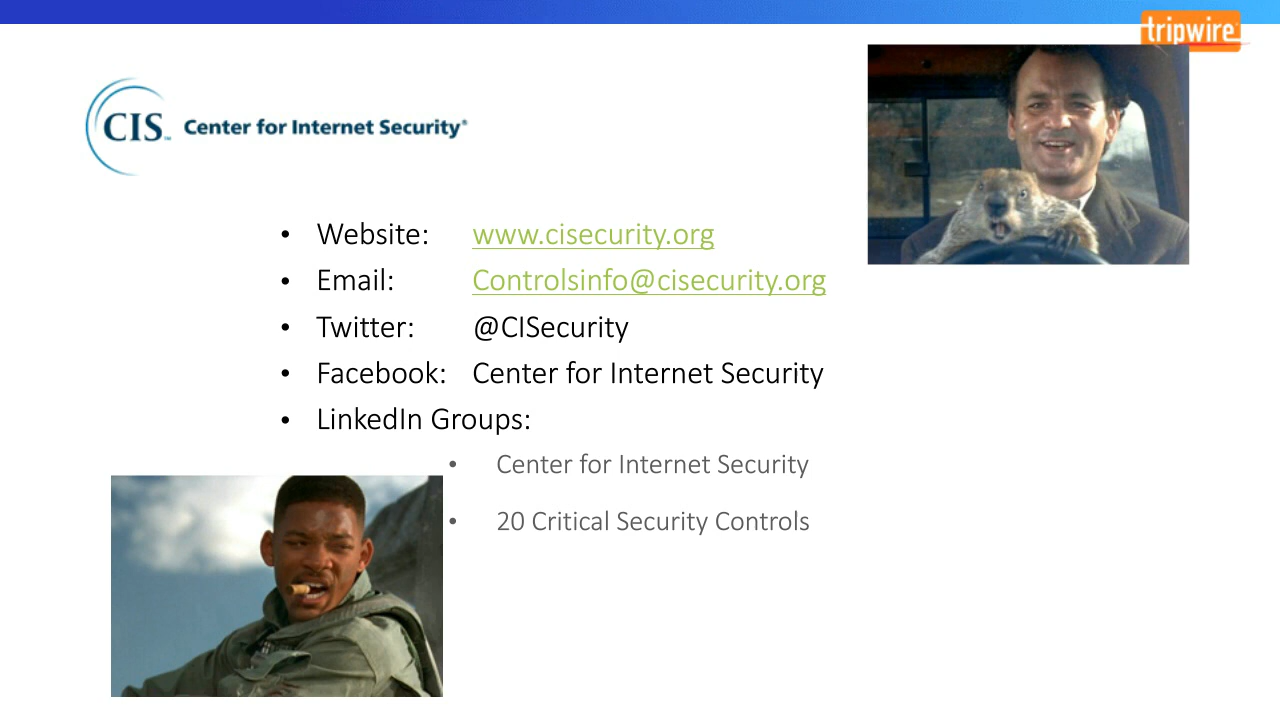 tripwire
CIS™ Center for Internet Security®
• Website: www.cisecurity.org
• Email: Controlsinfo@cisecurity.org
• Twitter: @CISecurity
• Facebook: Center for Internet Security
• LinkedIn Groups:
• Center for Internet Security
• 20 Critical Security Controls